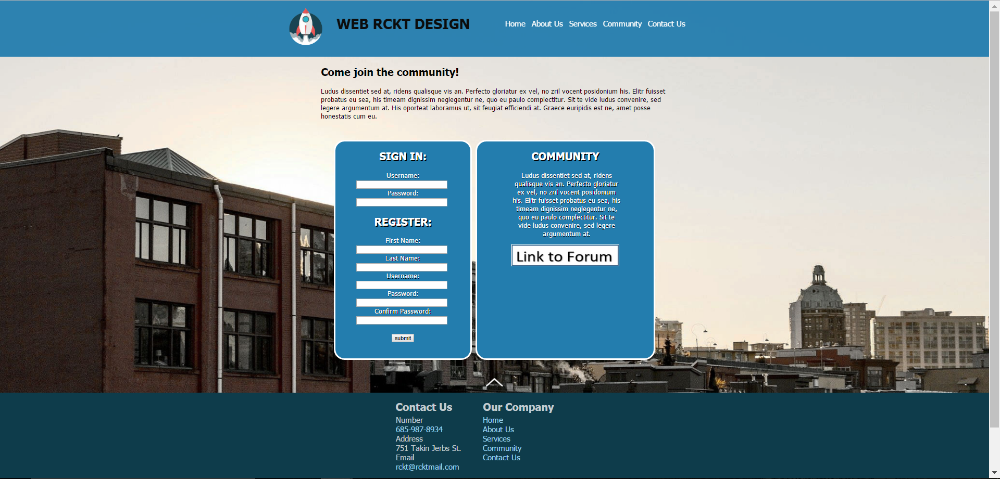 WEB RCKT DESIGN
Home About Us Services Community Contact Us
Come join the community!
Ludus dissentiet sed at, ridens qualisque vis an. Perfecto gloriatur ex vel, no zril vocent posidonium his. Elitr fuisset
probatus eu sea, his timeam dignissim neglegentur ne, quo eu paulo complectitur. Sit te vide ludus convenire, sed
legere argumentum at. His oporteat laboramus ut, sit feugiat efficiendi at. Graece euripidis est ne, amet posse
honestatis cum eu.
SIGN IN:
Username:
Password:
REGISTER:
First Name:
Last Name:
Username:
Password:
Confirm Password:
submit
COMMUNITY
Ludus dissentiet sed at, ridens
qualisque vis an. Perfecto gloriatur
ex vel, no zril vocent posidonium
his. Elitr fuisset probatus eu sea, his
timeam dignissim neglegentur ne,
quo eu paulo complectitur. Sit te
vide ludus convenire, sed legere
argumentum at.
Link to Forum
Contact Us
Number
685-987-8934
Address
751 Takin Jerbs St.
Email
rckt@rcktmail.com
Our Company
Home
About Us
Services
Community
Contact Us